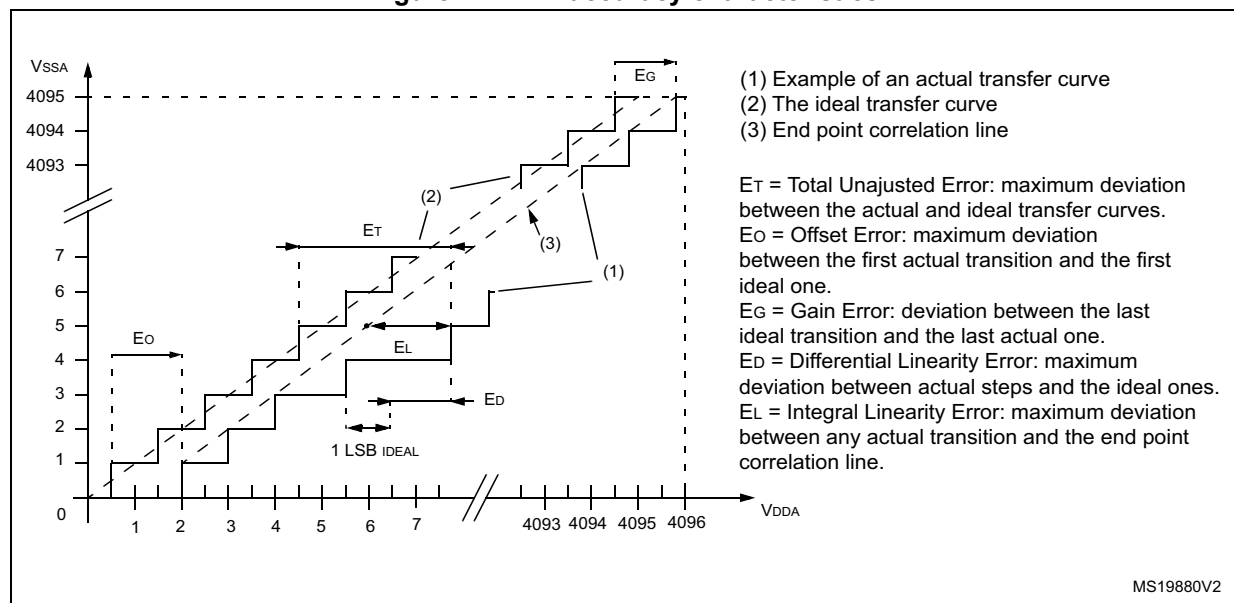 VSSA
4095
4094
4093
7
6
5
4
3
2
1
0
1 2 3 4 5 6 7 4093 4094 4095 4096
VDDA
EO
ET
EL
ED
EG
1 LSB IDEAL
(2)
(3)
(1)
(1) Example of an actual transfer curve
(2) The ideal transfer curve
(3) End point correlation line
ET = Total Unajusted Error: maximum deviation
between the actual and ideal transfer curves.
EO = Offset Error: maximum deviation
between the first actual transition and the first
ideal one.
EG = Gain Error: deviation between the last
ideal transition and the last actual one.
ED = Differential Linearity Error: maximum
deviation between actual steps and the ideal ones.
EL = Integral Linearity Error: maximum deviation
between any actual transition and the end point
correlation line.
MS19880V2